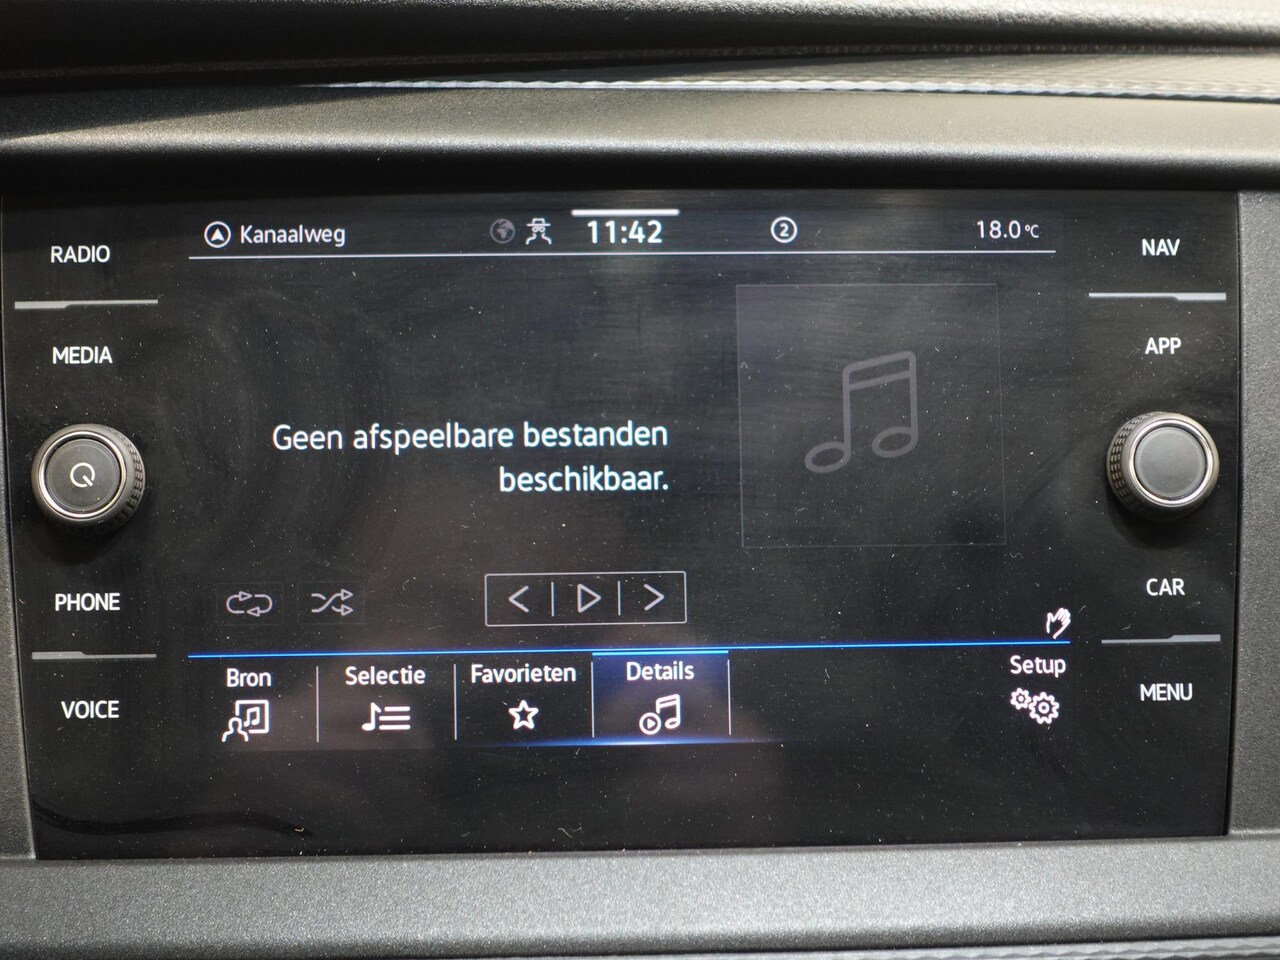 RADIO
MEDIA
PHONE
VOICE
Kanaalweg
11:42
2
18.0°C
Geen afspeelbare bestanden
beschikbaar.
Bron
Selectie
Favorieten
Details
Setup
NAV
APP
CAR
MENU